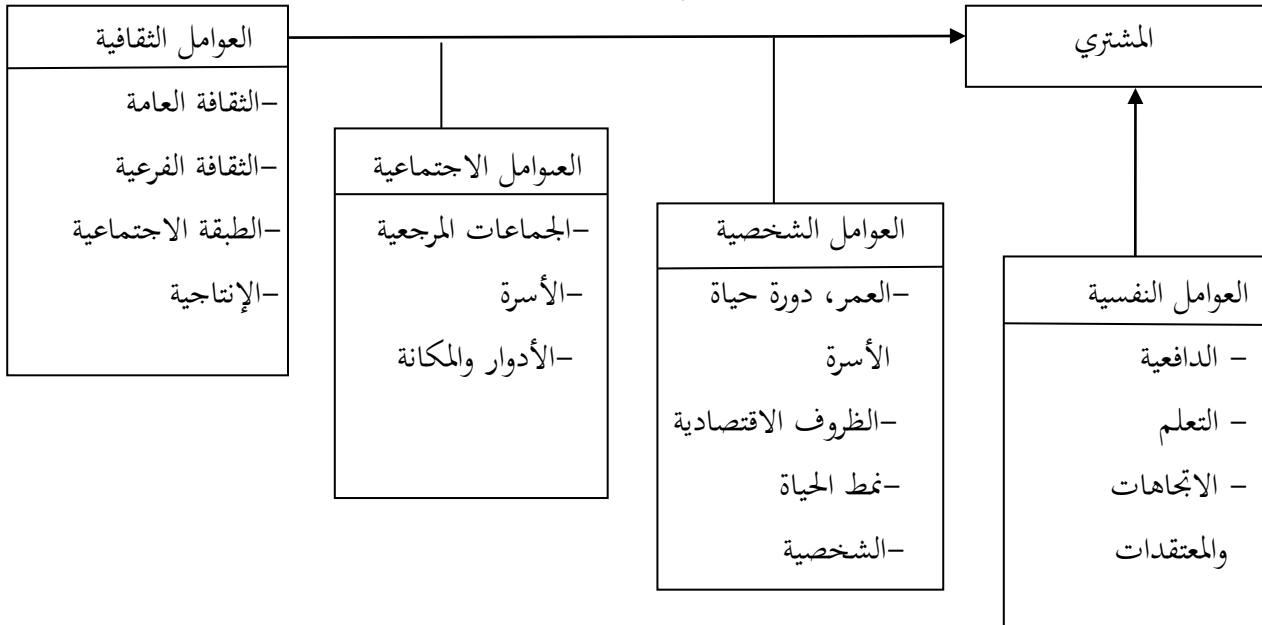 المشتري
العوامل الثقافية
-الثقافة العامة
-الثقافة الفرعية
-الطبقة الاجتماعية
-الإنتاجية
العوامل الاجتماعية
-الجماعات المرجعية
-الأسرة
-الأدوار والمكانة
العوامل الشخصية
-العمر، دورة حياة
الأسرة
-الظروف الاقتصادية
-نمط الحياة
-الشخصية
العوامل النفسية
- الدافعية
- التعلم
- الاتجاهات
والمعتقدات